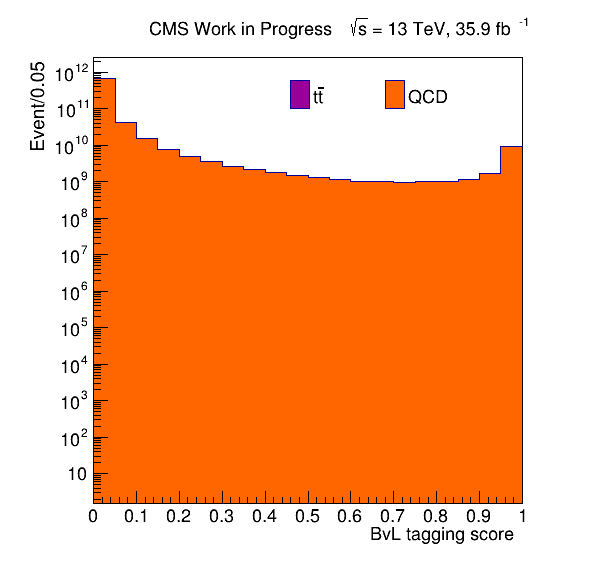 CMS Work in Progress √s = 13 TeV, 35.9 fb⁻¹
Event/0.05
tt̄
QCD
10¹²
10¹¹
10¹⁰
10⁹
10⁸
10⁷
10⁶
10⁵
10⁴
10³
10²
10
0 0.1 0.2 0.3 0.4 0.5 0.6 0.7 0.8 0.9 1
BvL tagging score